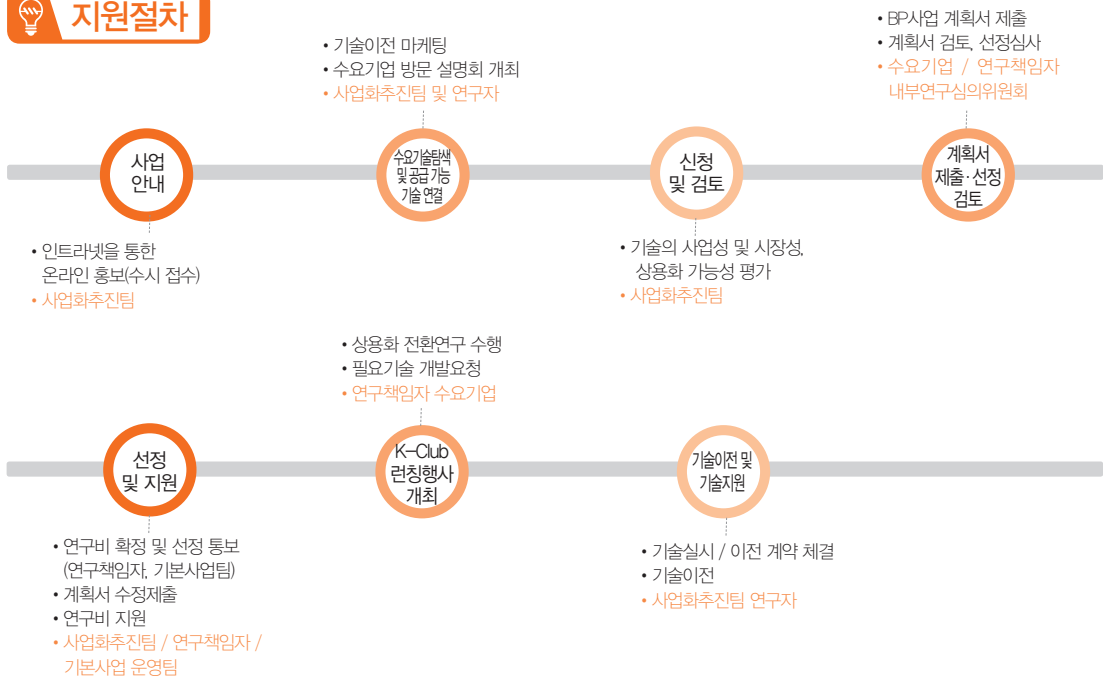 지원절차
사업
안내
• 인트라넷을 통한
온라인 홍보(수시 접수)
• 사업화추진팀
• 기술이전 마케팅
• 수요기업 방문 설명회 개최
• 사업화추진팀 및 연구자
수요기술탐색
및 공급 가능
기술 연결
신청
및 검토
• 기술의 사업성 및 시장성,
상용화 가능성 평가
• 사업화추진팀
• BP사업 계획서 제출
• 계획서 검토, 선정심사
• 수요기업 / 연구책임자
내부연구심의위원회
계획서
제출·선정
검토
선정
및 지원
• 연구비 확정 및 선정 통보
(연구책임자, 기본사업팀)
• 계획서 수정제출
• 연구비 지원
• 사업화추진팀 / 연구책임자 /
기본사업 운영팀
• 상용화 전환연구 수행
• 필요기술 개발요청
• 연구책임자 수요기업
K-Club
런칭행사
개최
기술이전 및
기술지원
• 기술실시 / 이전 계약 체결
• 기술이전
• 사업화추진팀 연구자